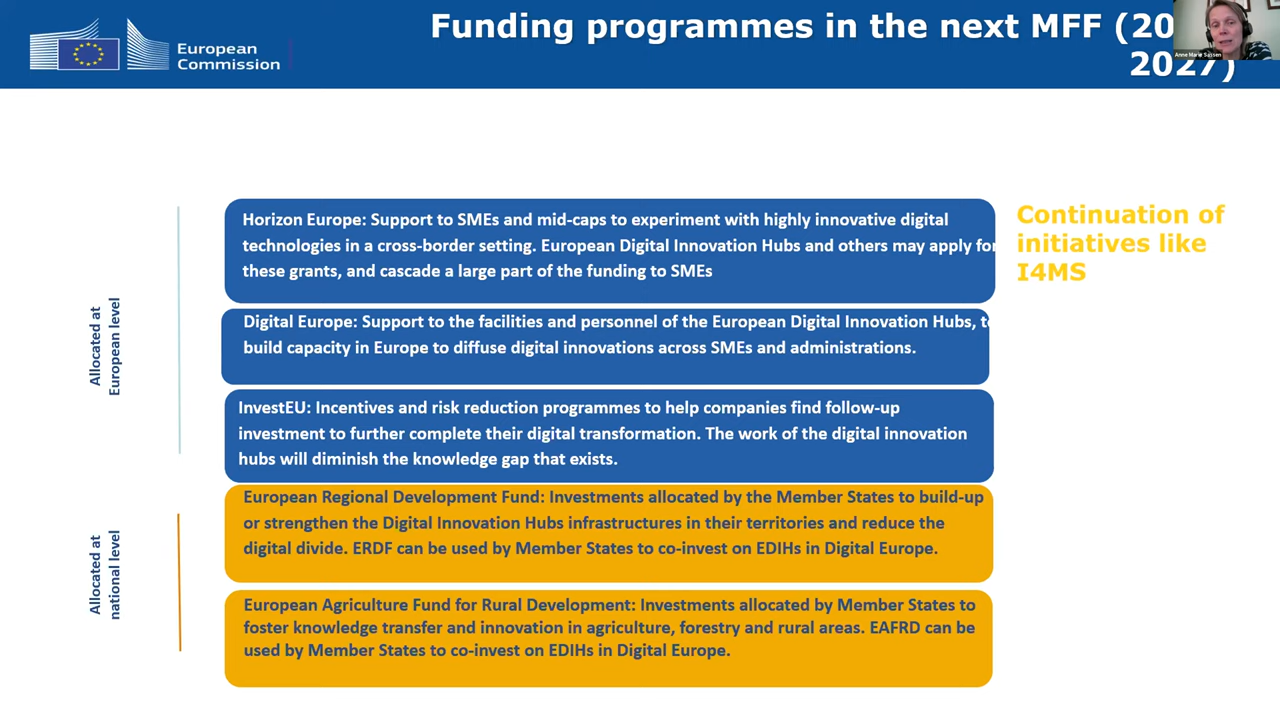 European
Commission
Funding programmes in the next MFF (20
2027)
Anne Marie Sassen
Horizon Europe: Support to SMEs and mid-caps to experiment with highly innovative digital
technologies in a cross-border setting. European Digital Innovation Hubs and others may apply for
these grants, and cascade a large part of the funding to SMEs
Continuation of
initiatives like
I4MS
Allocated at
European level
Digital Europe: Support to the facilities and personnel of the European Digital Innovation Hubs, t
build capacity in Europe to diffuse digital innovations across SMEs and administrations.
InvestEU: Incentives and risk reduction programmes to help companies find follow-up
investment to further complete their digital transformation. The work of the digital innovation
hubs will diminish the knowledge gap that exists.
Allocated at
national level
European Regional Development Fund: Investments allocated by the Member States to build-up
or strengthen the Digital Innovation Hubs infrastructures in their territories and reduce the
digital divide. ERDF can be used by Member States to co-invest on EDIHs in Digital Europe.
European Agriculture Fund for Rural Development: Investments allocated by Member States to
foster knowledge transfer and innovation in agriculture, forestry and rural areas. EAFRD can be
used by Member States to co-invest on EDIHs in Digital Europe.